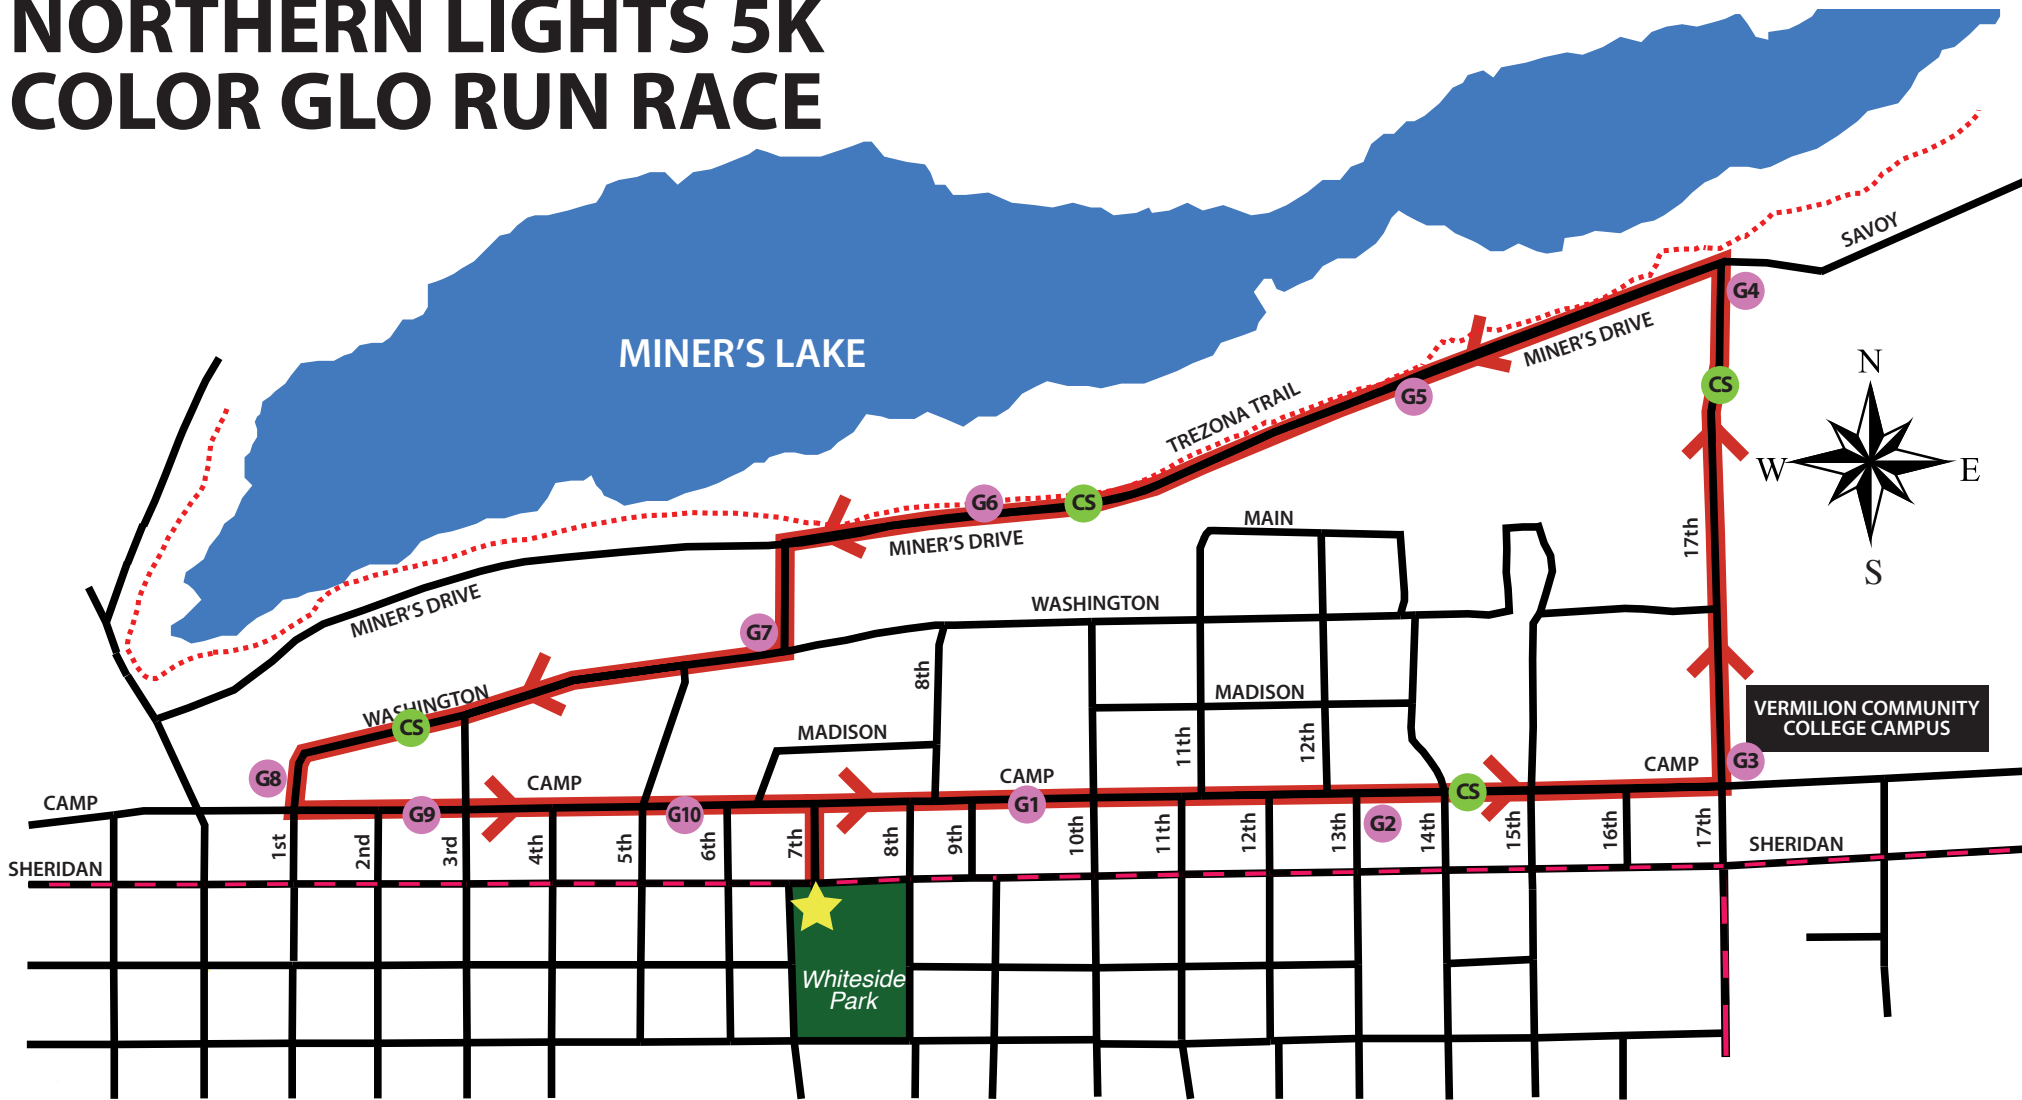 NORTHERN LIGHTS 5K
COLOR GLO RUN RACE
SAVOY
G4
MINER'S LAKE
MINER'S DRIVE
N
CS
G5
TREZONA TRAIL
W
E
G6
CS
MAIN
17th
MINER'S DRIVE
S
MINER'S DRIVE
WASHINGTON
G7
8th
WASHINGTON
CS
MADISON
MADISON
11th
12th
VERMILION COMMUNITY
COLLEGE CAMPUS
G8
CAMP
CAMP
CAMP
G3
CAMP
G9
G10
G1
G2
CS
1st
2nd
3rd
4th
5th
6th
7th
8th
9th
10th
11th
12th
13th
14th
15th
16th
17th
SHERIDAN
SHERIDAN
Whiteside
Park